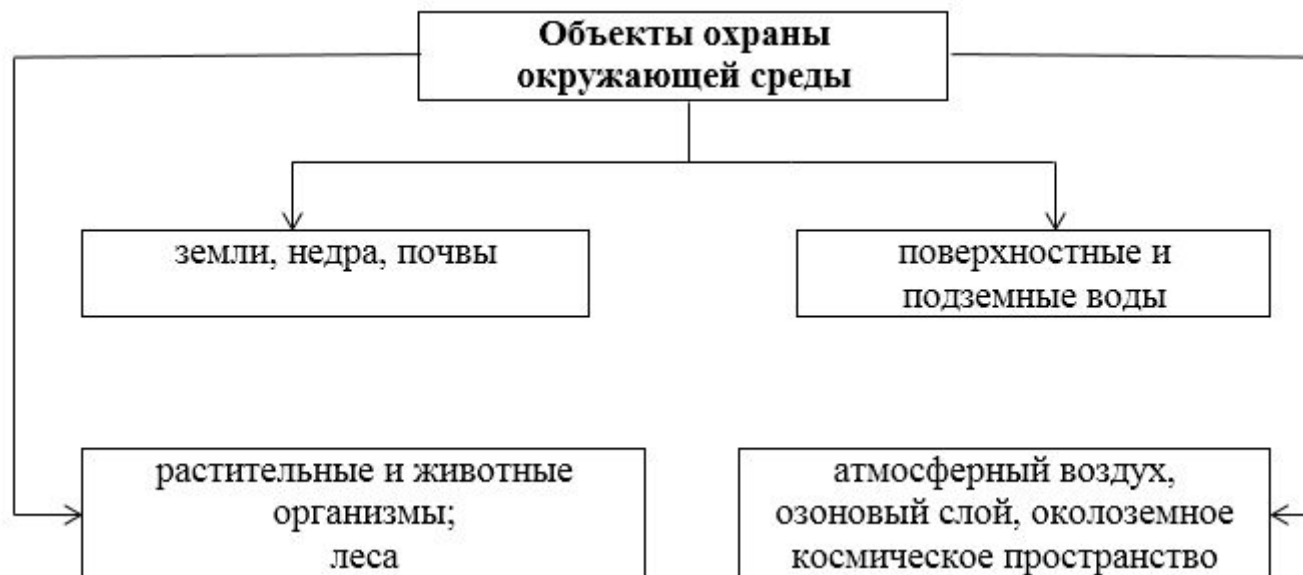 Объекты охраны
окружающей среды
земли, недра, почвы
поверхностные и
подземные воды
растительные и животные
организмы;
леса
атмосферный воздух,
озоновый слой, околоземное
космическое пространство